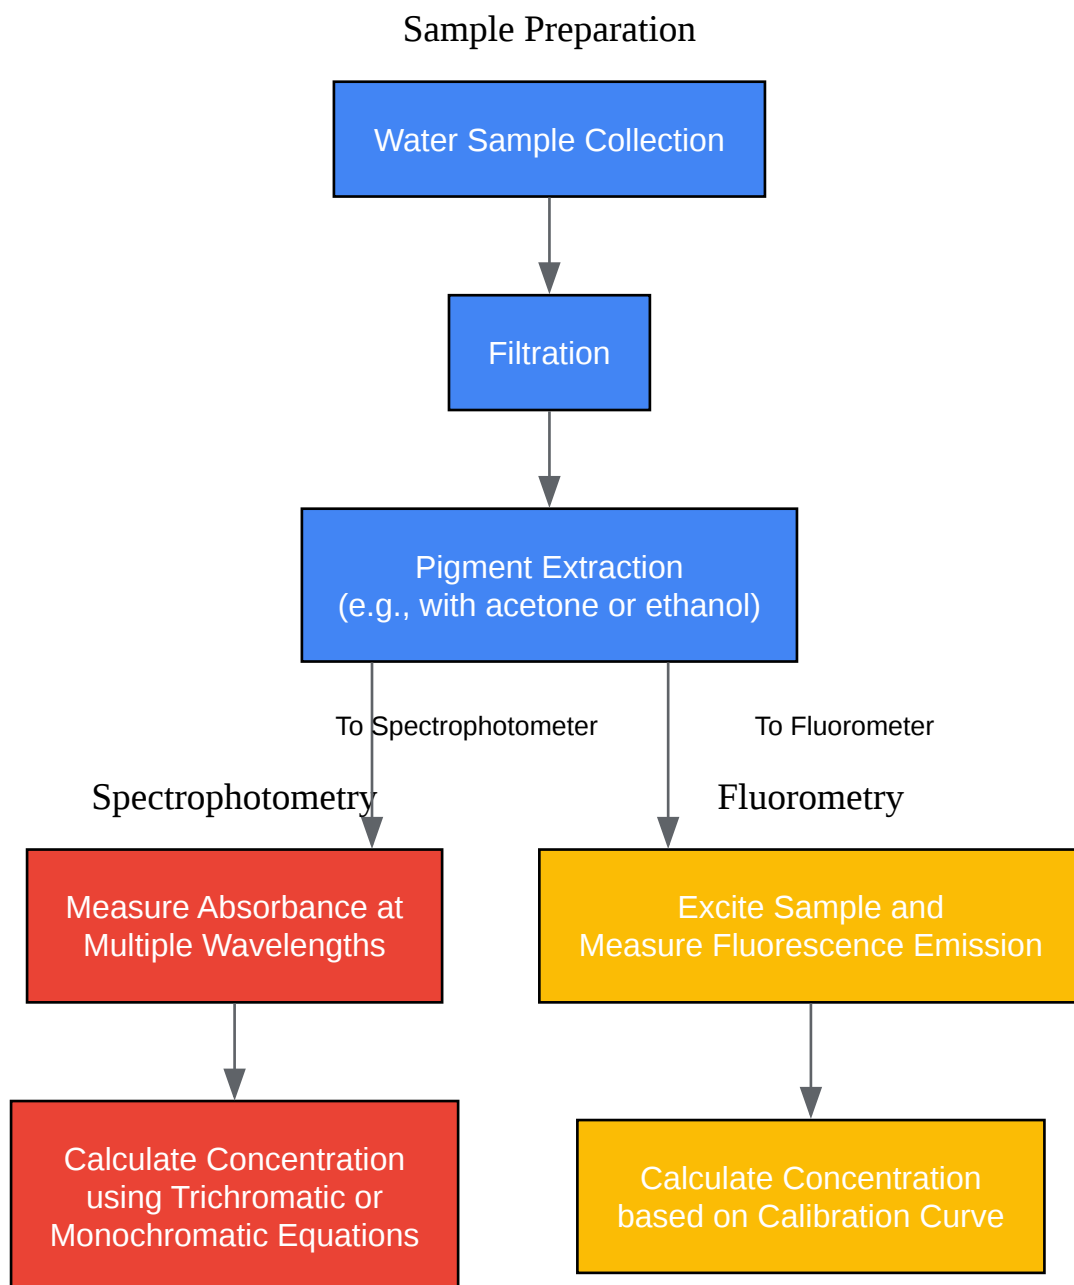 Sample Preparation
Water Sample Collection
Filtration
Pigment Extraction
(e.g., with acetone or ethanol)
To Spectrophotometer
To Fluorometer
Spectrophotometry
Fluorometry
Measure Absorbance at
Multiple Wavelengths
Excite Sample and
Measure Fluorescence Emission
Calculate Concentration
using Trichromatic or
Monochromatic Equations
Calculate Concentration
based on Calibration Curve